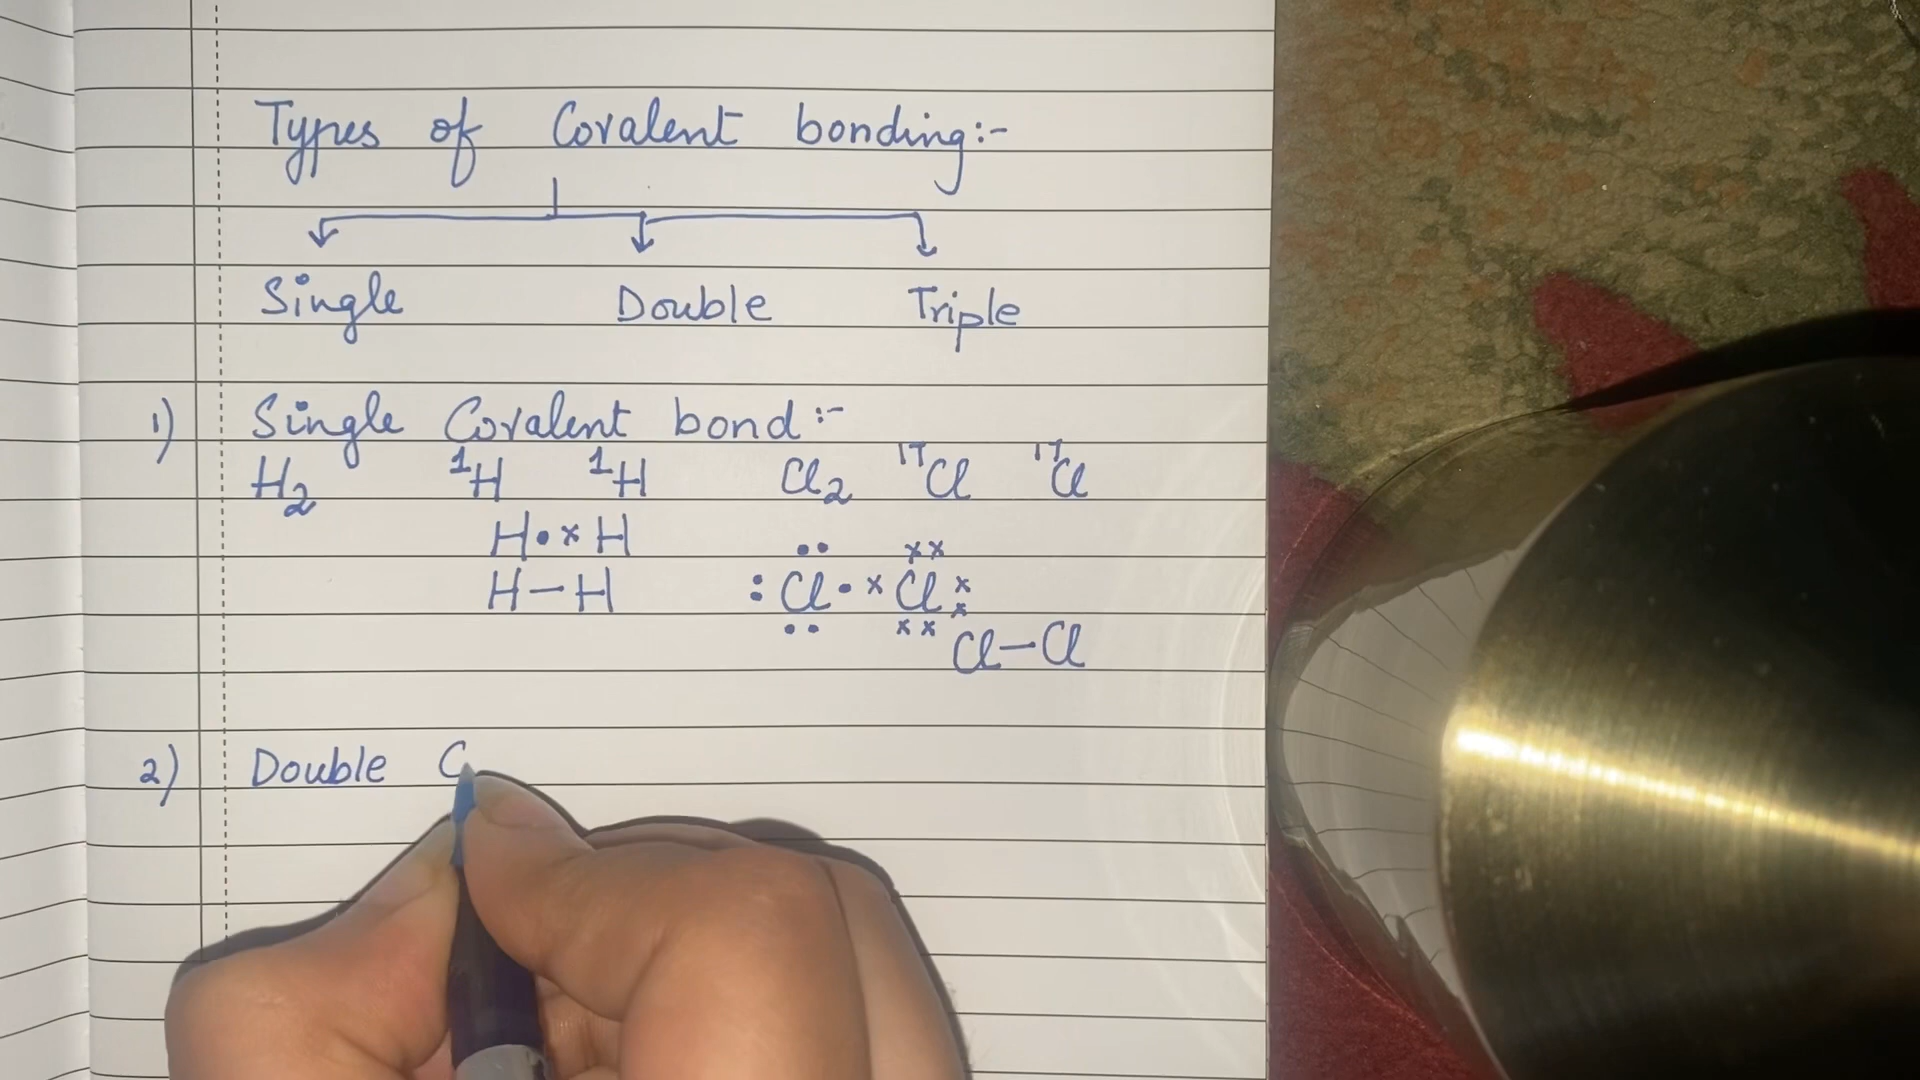 Types of Covalent bonding:-
Single Double Triple
1) Single Covalent bond:-
H₂ ¹H ¹H Cl₂ ¹⁷Cl ¹⁷Cl
H•×H
•• ××
H—H :Cl•×Cl××
•• ××
Cl—Cl
2) Double C